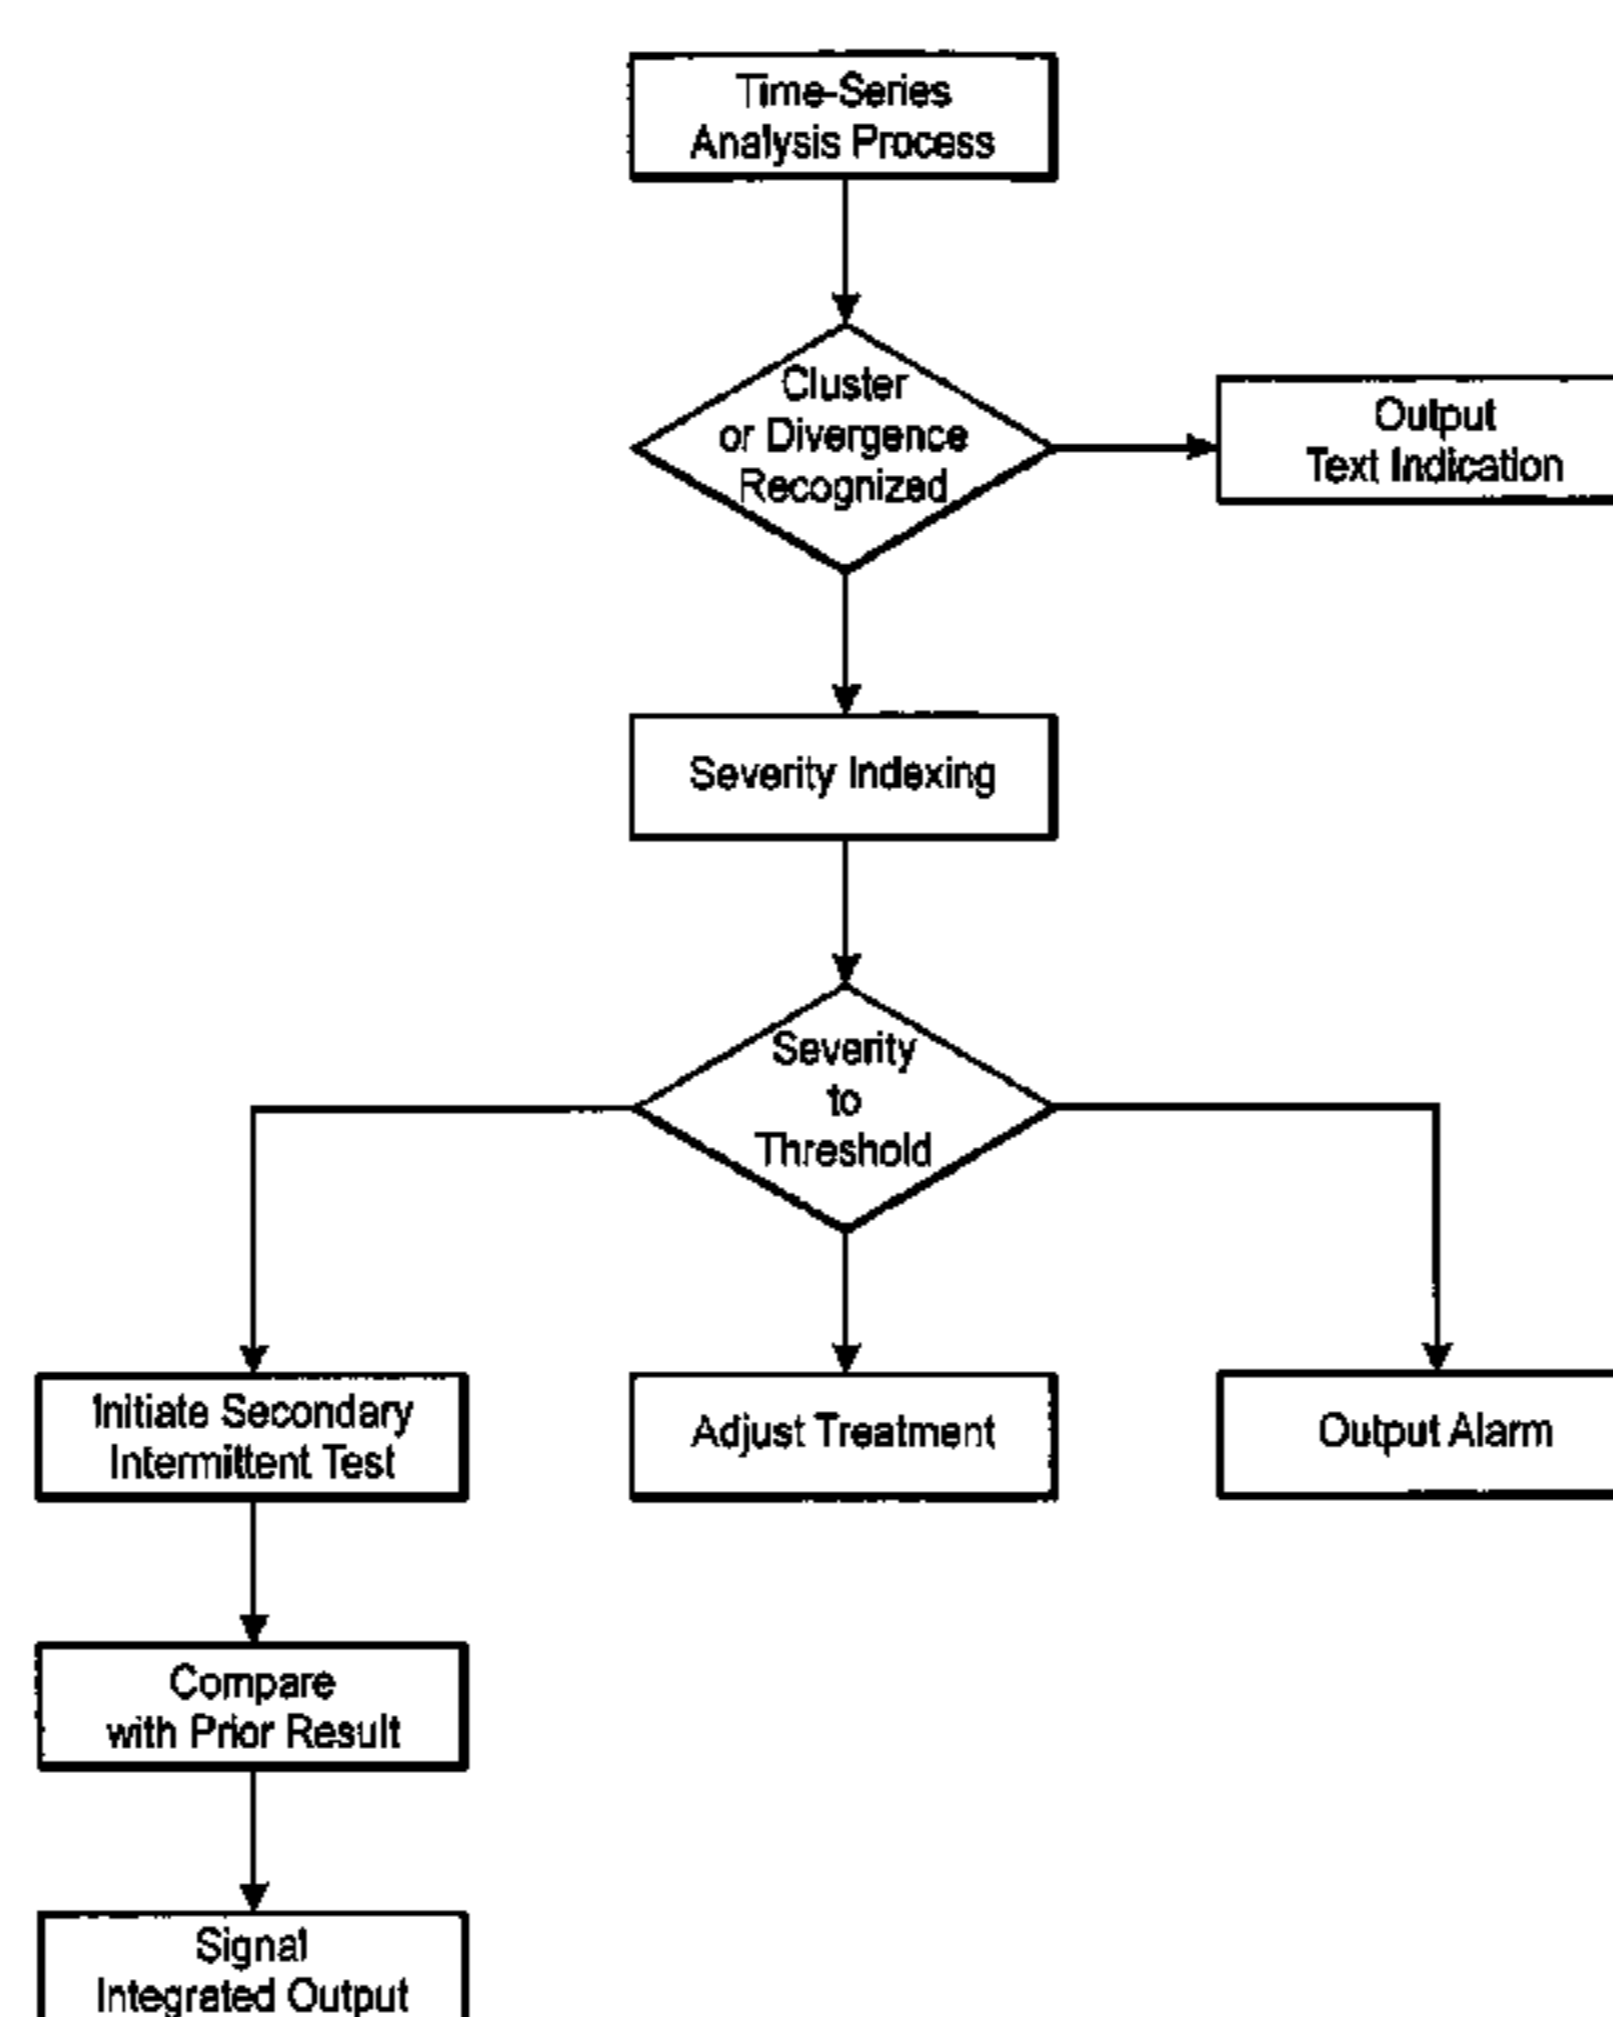 Time-Series
Analysis Process
Cluster
or Divergence
Recognized
Output
Text Indication
Severity Indexing
Severity
to
Threshold
Initiate Secondary
Intermittent Test
Adjust Treatment
Output Alarm
Compare
with Prior Result
Signal
Integrated Output